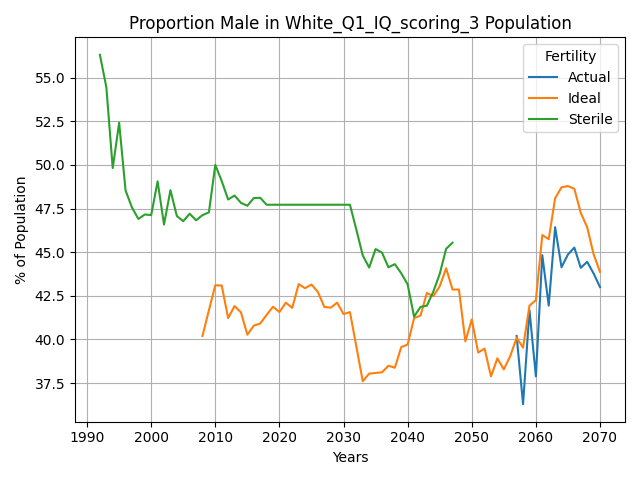 Proportion Male in White_Q1_IQ_scoring_3 Population
Fertility
Actual
Ideal
Sterile
% of Population
55.0
52.5
50.0
47.5
45.0
42.5
40.0
37.5
1990 2000 2010 2020 2030 2040 2050 2060 2070
Years